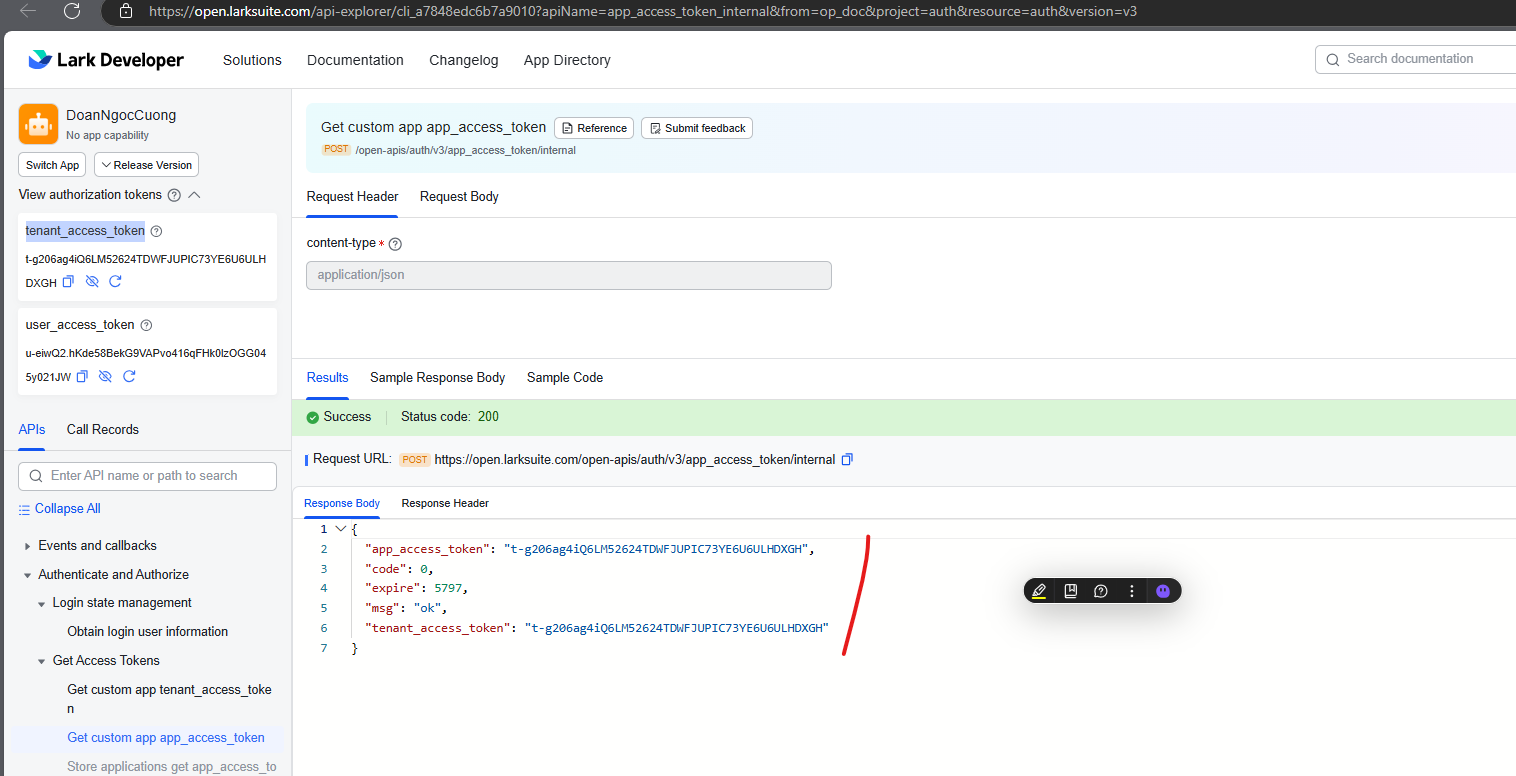 https://open.larksuite.com/api-explorer/cli_a7848edc6b7a9010?apiName=app_access_token_internal&from=op_doc&project=auth&resource=auth&version=v3
Lark Developer
Solutions
Documentation
Changelog
App Directory
Search documentation
DoanNgocCuong
No app capability
Switch App
Release Version
View authorization tokens
tenant_access_token
t-g206ag4iQ6LM52624TDWFJUPIC73YE6U6ULH
DXGH
user_access_token
u-eiwQ2.hKde58BekG9VAPvo416qFHk0lzOGG04
5y021JW
APIs
Call Records
Enter API name or path to search
Collapse All
Events and callbacks
Authenticate and Authorize
Login state management
Obtain login user information
Get Access Tokens
Get custom app tenant_access_toke
n
Get custom app app_access_token
Store applications get app_access_to
Get custom app app_access_token
Reference
Submit feedback
POST /open-apis/auth/v3/app_access_token/internal
Request Header
Request Body
content-type *
application/json
Results
Sample Response Body
Sample Code
Success
Status code: 200
Request URL: POST https://open.larksuite.com/open-apis/auth/v3/app_access_token/internal
Response Body
Response Header
1 {
2 "app_access_token": "t-g206ag4iQ6LM52624TDWFJUPIC73YE6U6ULHDXGH",
3 "code": 0,
4 "expire": 5797,
5 "msg": "ok",
6 "tenant_access_token": "t-g206ag4iQ6LM52624TDWFJUPIC73YE6U6ULHDXGH"
7 }